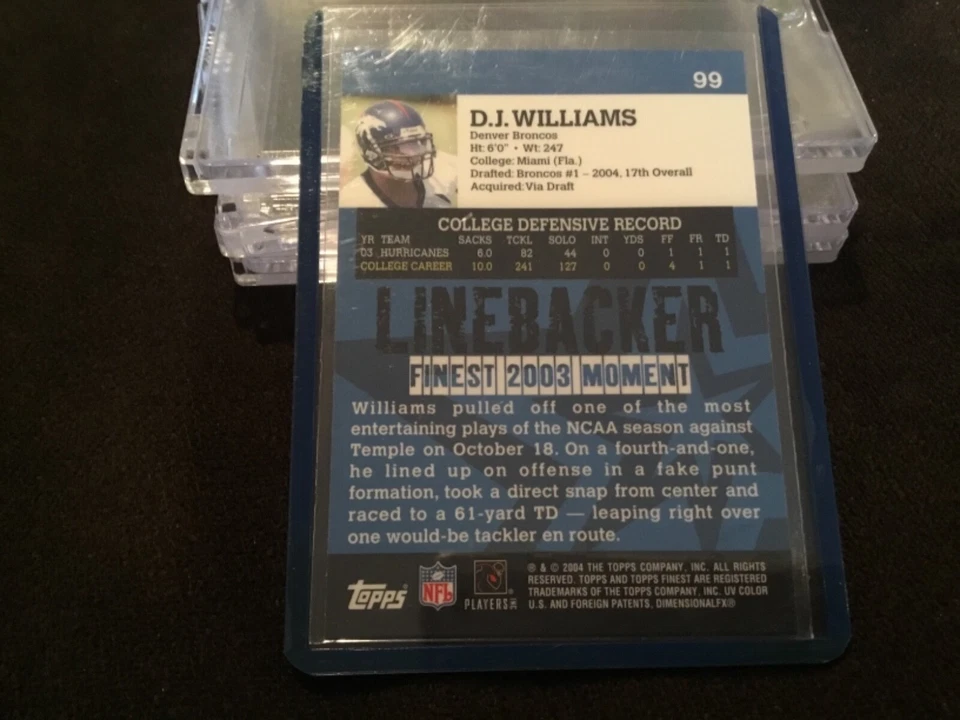 99
D.J. WILLIAMS
Denver Broncos
Ht: 6'0" • Wt: 247
College: Miami (Fla.)
Drafted: Broncos #1 – 2004, 17th Overall
Acquired: Via Draft
COLLEGE DEFENSIVE RECORD
YR TEAM SACKS TCKL SOLO INT YDS FF FR TD
03 HURRICANES 6.0 82 44 0 0 1 1 1
COLLEGE CAREER 10.0 241 127 0 0 4 1 1
LINEBACKER
FINEST 2003 MOMENT
Williams pulled off one of the most
entertaining plays of the NCAA season against
Temple on October 18. On a fourth-and-one,
he lined up on offense in a fake punt
formation, took a direct snap from center and
raced to a 61-yard TD — leaping right over
one would-be tackler en route.
Topps NFL PLAYERS INC
® & © 2004 THE TOPPS COMPANY, INC. ALL RIGHTS
RESERVED. TOPPS AND TOPPS FINEST ARE REGISTERED
TRADEMARKS OF THE TOPPS COMPANY, INC. UV COLOR
U.S. AND FOREIGN PATENTS. DIMENSIONALFX®